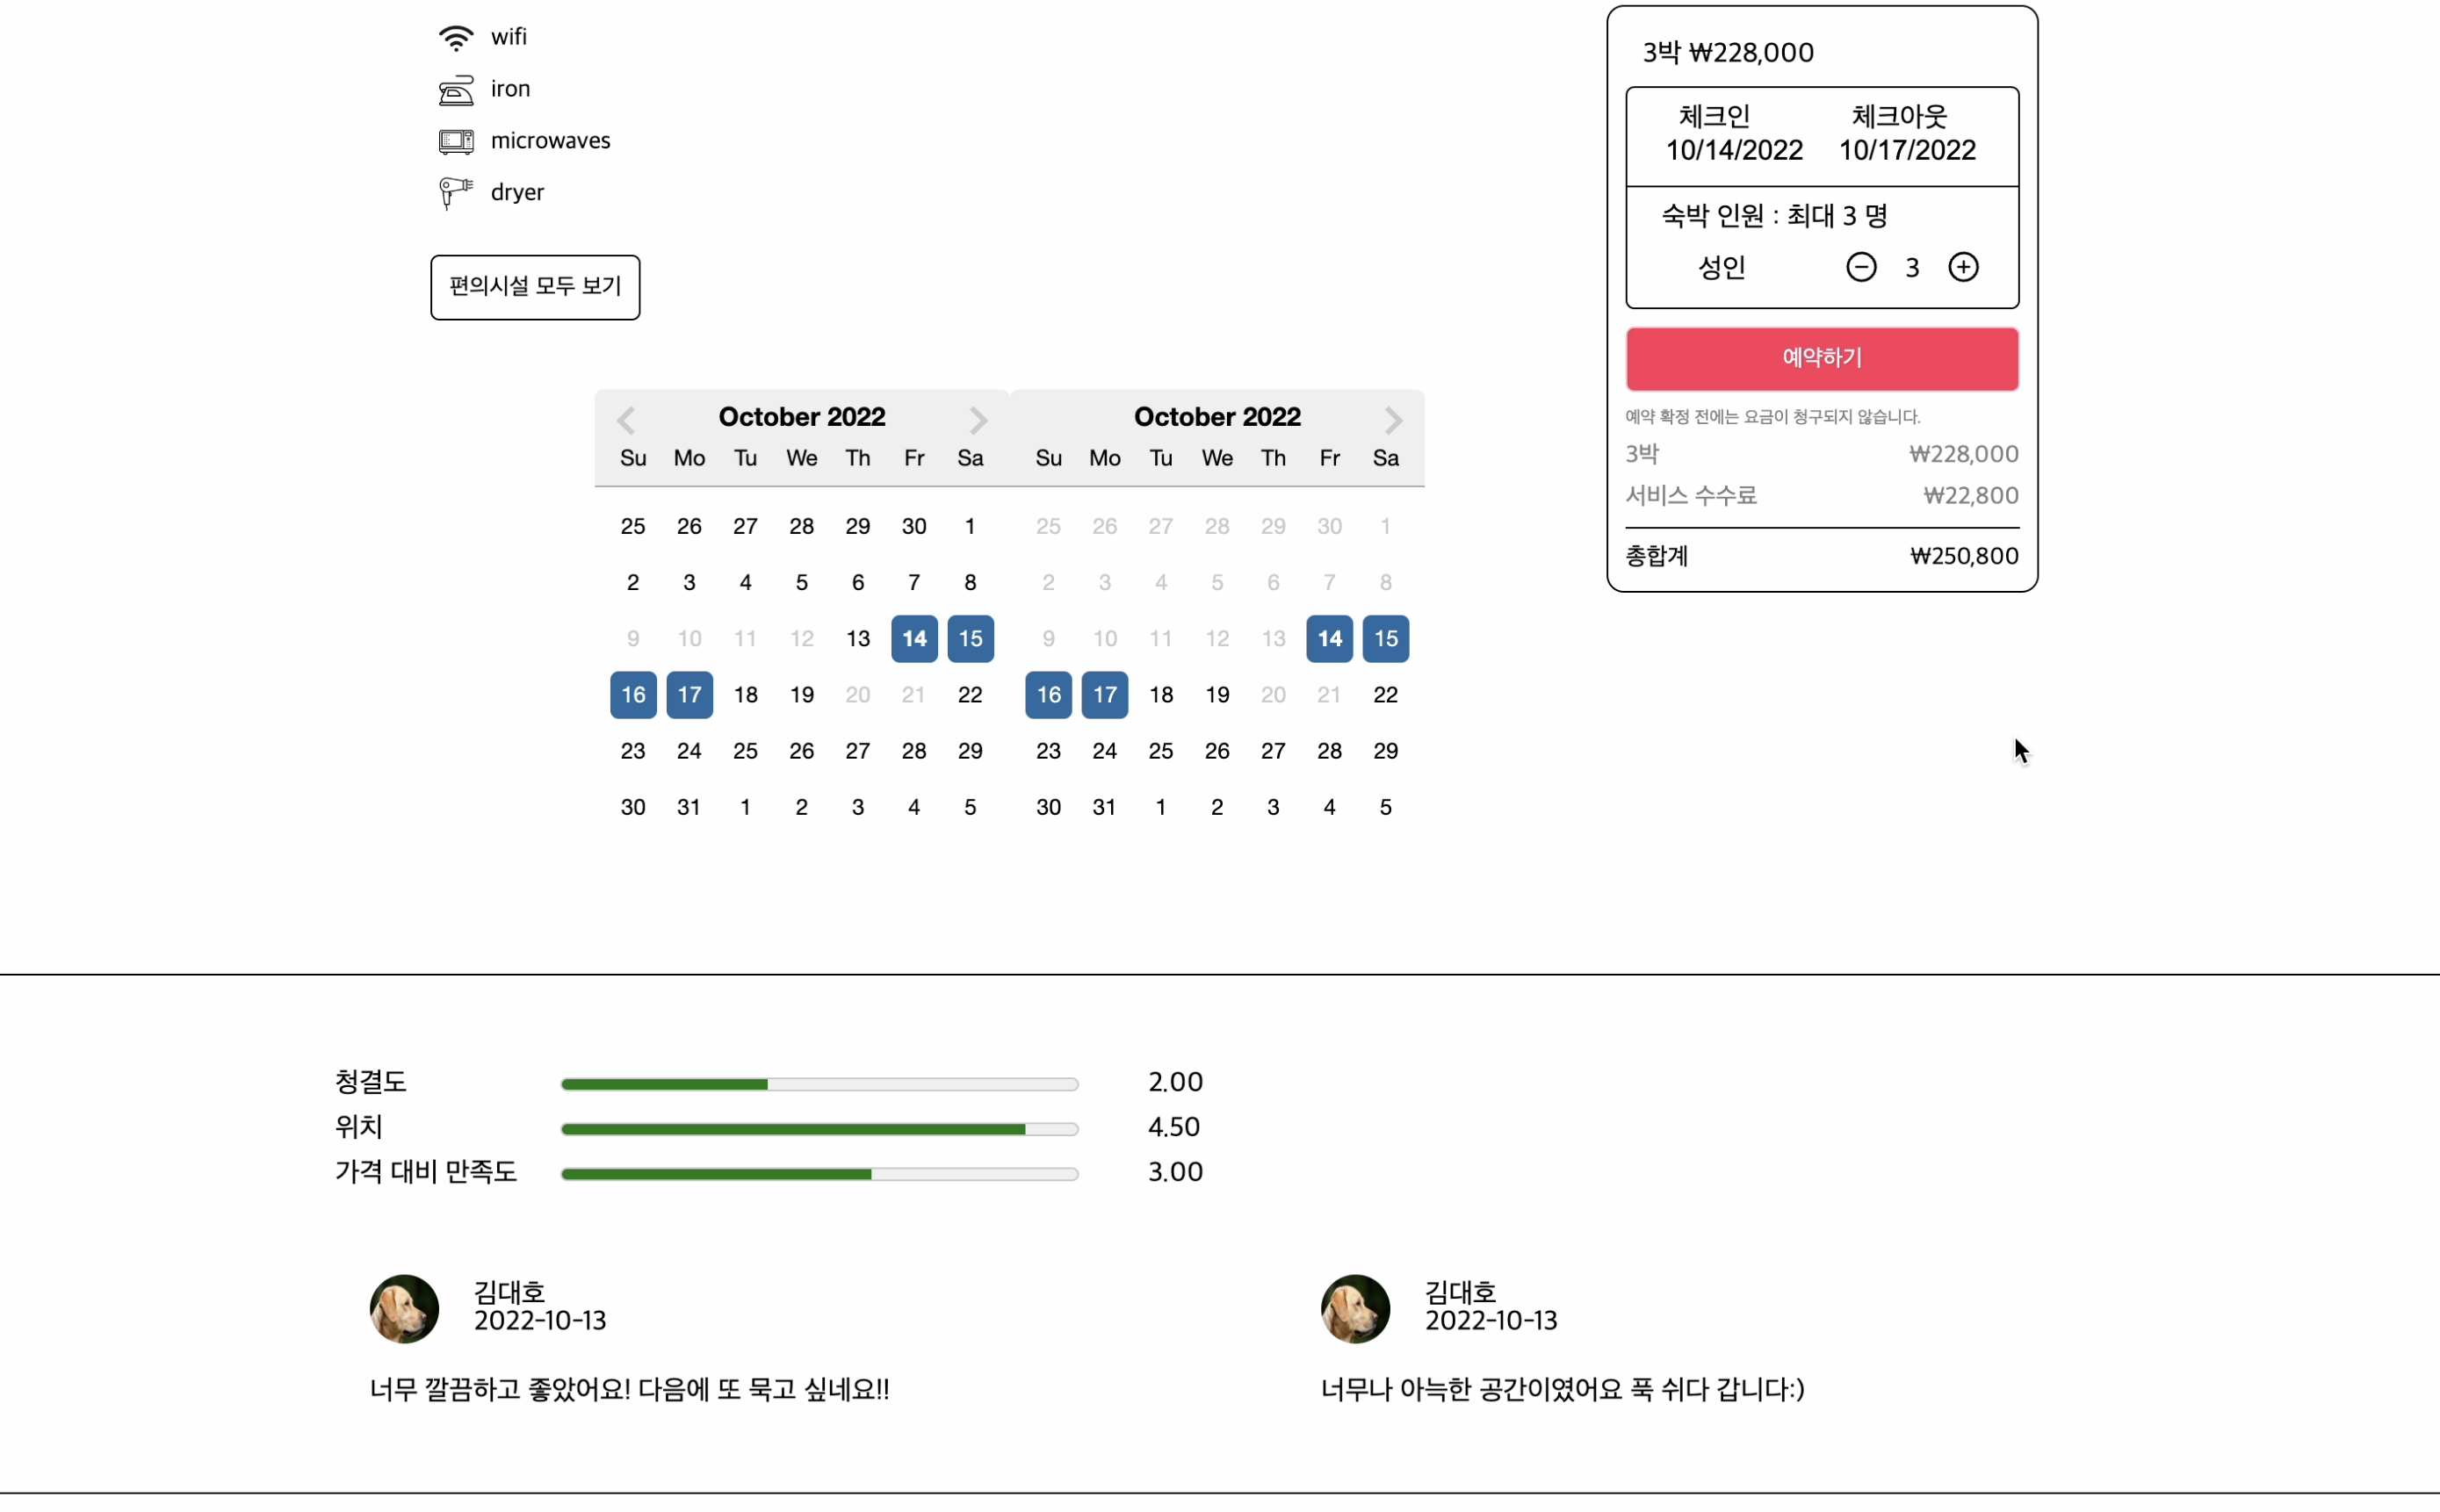 wifi
iron
microwaves
dryer
편의시설 모두 보기
October 2022
Su Mo Tu We Th Fr Sa
25 26 27 28 29 30 1
2 3 4 5 6 7 8
9 10 11 12 13 14 15
16 17 18 19 20 21 22
23 24 25 26 27 28 29
30 31 1 2 3 4 5
October 2022
Su Mo Tu We Th Fr Sa
25 26 27 28 29 30 1
2 3 4 5 6 7 8
9 10 11 12 13 14 15
16 17 18 19 20 21 22
23 24 25 26 27 28 29
30 31 1 2 3 4 5
3박 ₩228,000
체크인 체크아웃
10/14/2022 10/17/2022
숙박 인원 : 최대 3 명
성인 3
예약하기
예약 확정 전에는 요금이 청구되지 않습니다.
3박 ₩228,000
서비스 수수료 ₩22,800
총합계 ₩250,800
청결도 2.00
위치 4.50
가격 대비 만족도 3.00
김대호
2022-10-13
너무 깔끔하고 좋았어요! 다음에 또 묵고 싶네요!!
김대호
2022-10-13
너무나 아늑한 공간이였어요 푹 쉬다 갑니다:)